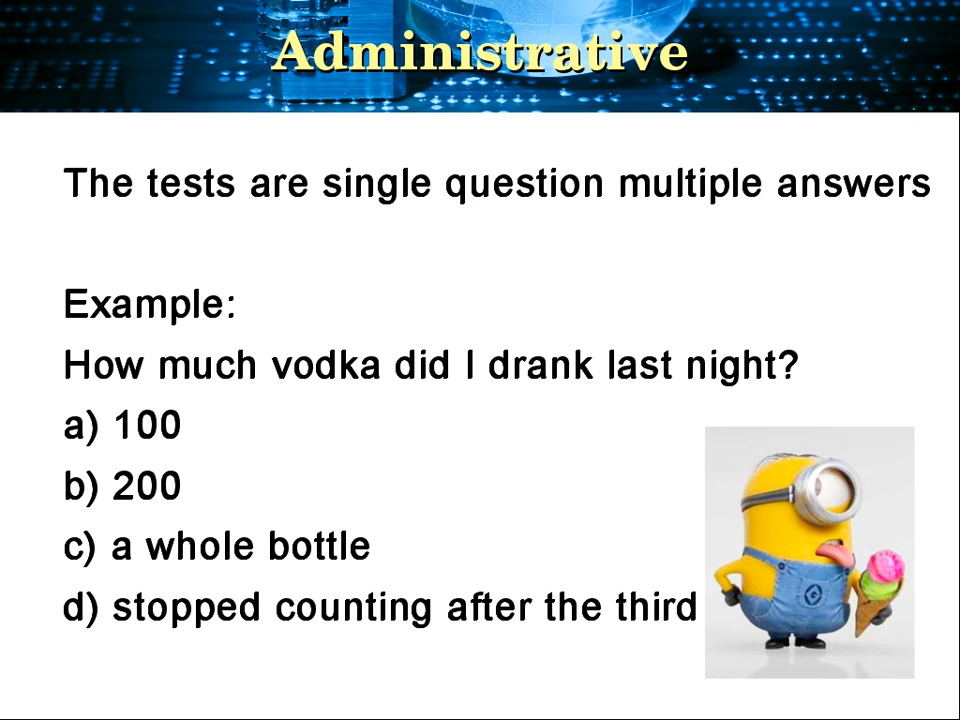 Administrative
The tests are single question multiple answers
Example:
How much vodka did I drank last night?
a) 100
b) 200
c) a whole bottle
d) stopped counting after the third